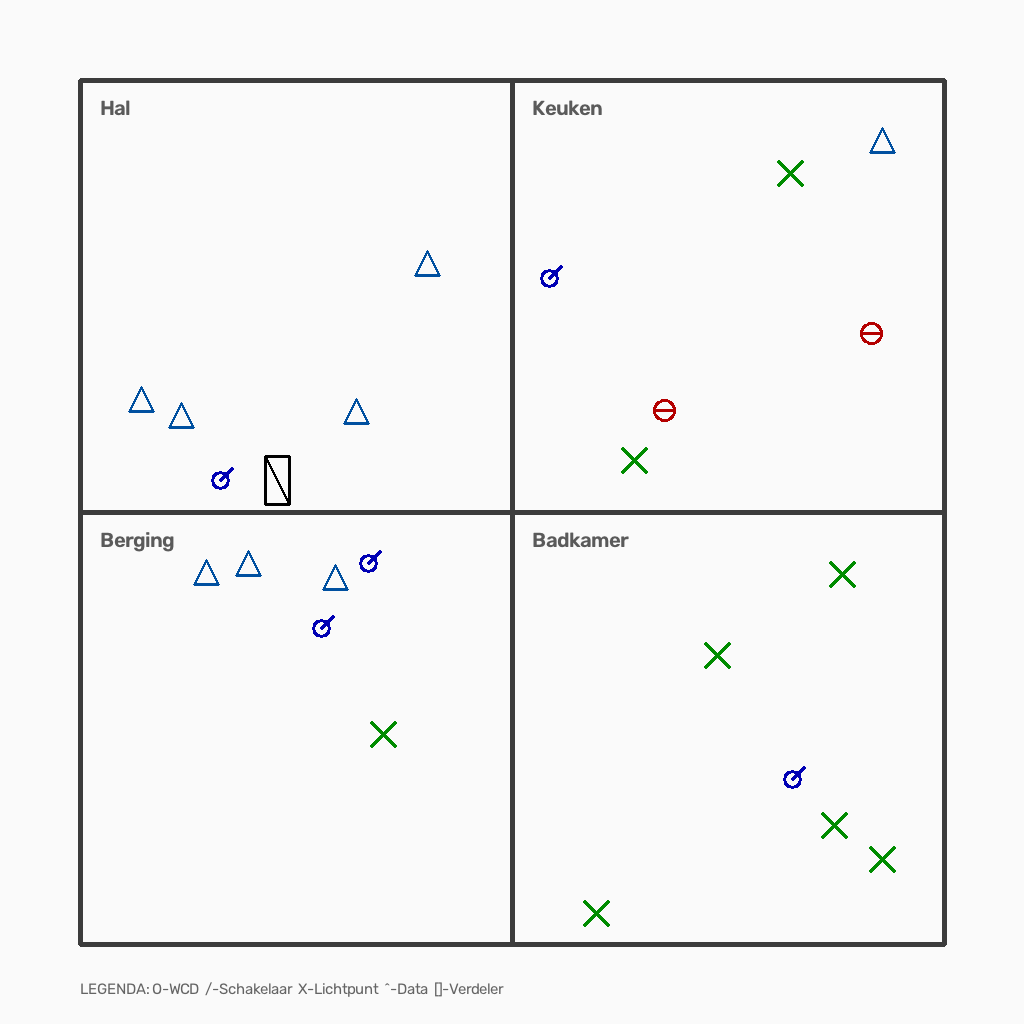 Hal
Keuken
Berging
Badkamer
LEGENDA: O-WCD /-Schakelaar X-Lichtpunt ^-Data []-Verdeler